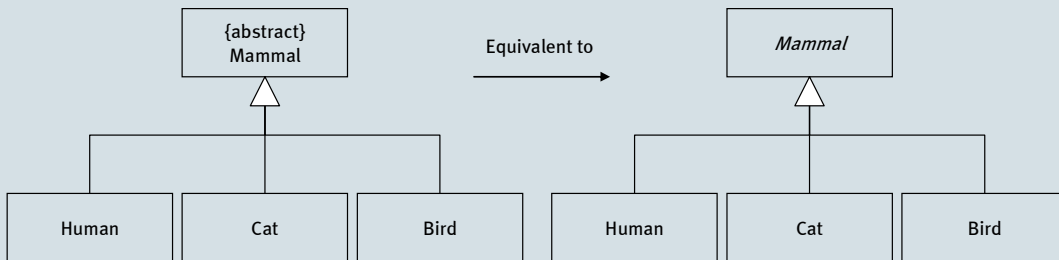 {abstract}
Mammal
Equivalent to
Mammal
Human
Cat
Bird
Human
Cat
Bird